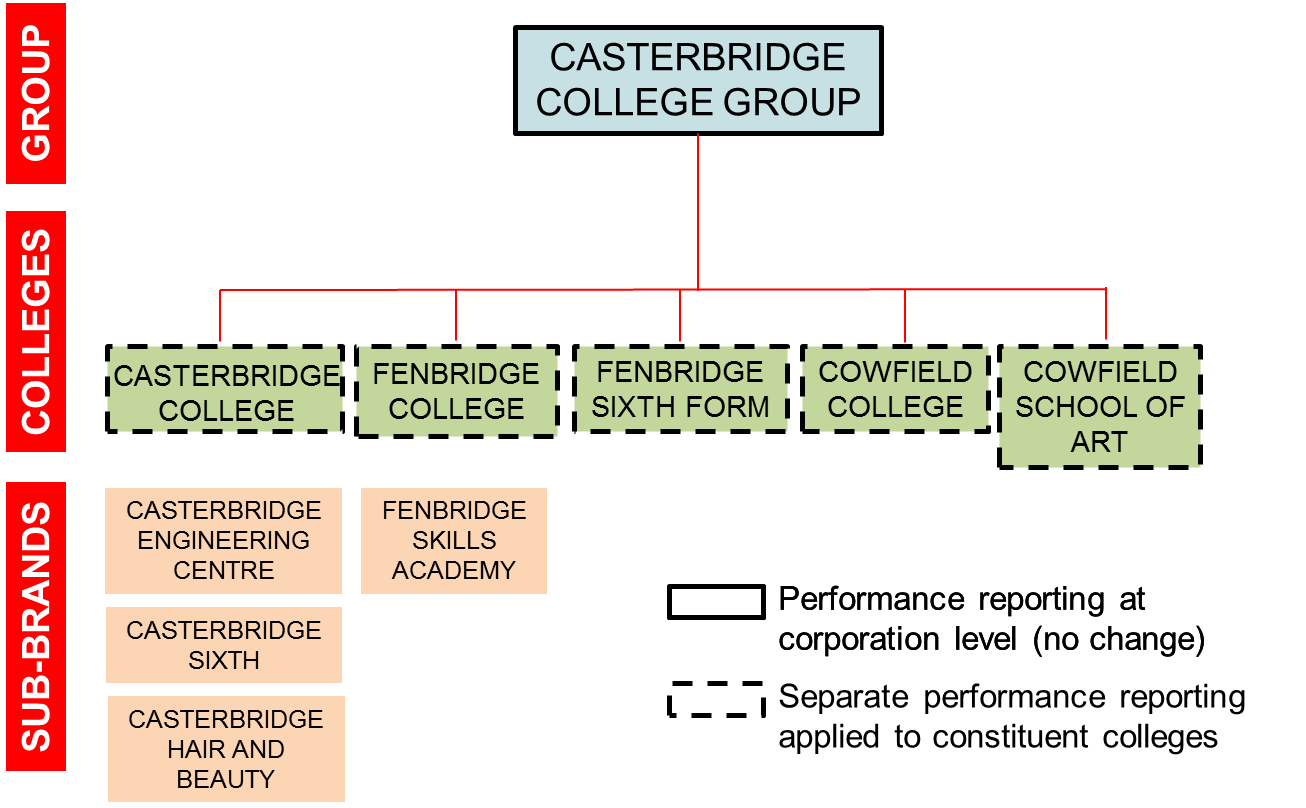 GROUP
CASTERBRIDGE
COLLEGE GROUP
COLLEGES
CASTERBRIDGE
COLLEGE
FENBRIDGE
COLLEGE
FENBRIDGE
SIXTH FORM
COWFIELD
COLLEGE
COWFIELD
SCHOOL OF
ART
SUB-BRANDS
CASTERBRIDGE
ENGINEERING
CENTRE
FENBRIDGE
SKILLS
ACADEMY
CASTERBRIDGE
SIXTH
CASTERBRIDGE
HAIR AND
BEAUTY
Performance reporting at
corporation level (no change)
Separate performance reporting
applied to constituent colleges